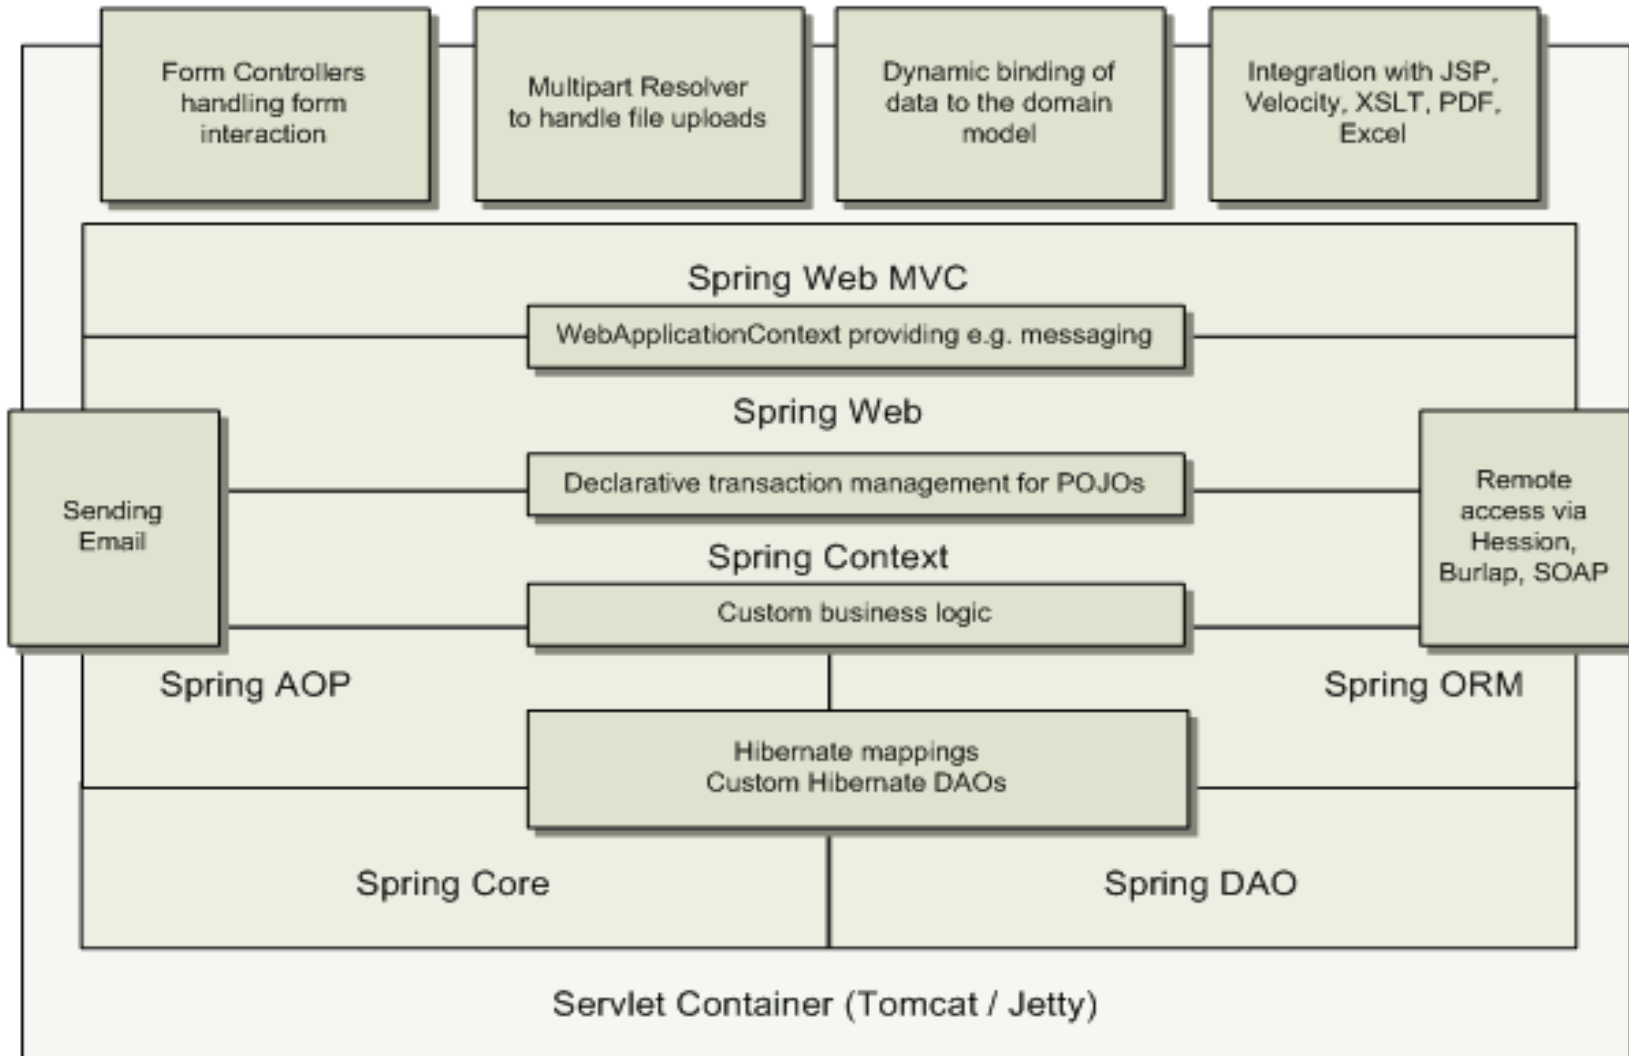 Form Controllers
handling form
interaction
Multipart Resolver
to handle file uploads
Dynamic binding of
data to the domain
model
Integration with JSP,
Velocity, XSLT, PDF,
Excel
Spring Web MVC
WebApplicationContext providing e.g. messaging
Spring Web
Sending
Email
Declarative transaction management for POJOs
Remote
access via
Hession,
Burlap, SOAP
Spring Context
Custom business logic
Spring AOP
Spring ORM
Hibernate mappings
Custom Hibernate DAOs
Spring Core
Spring DAO
Servlet Container (Tomcat / Jetty)